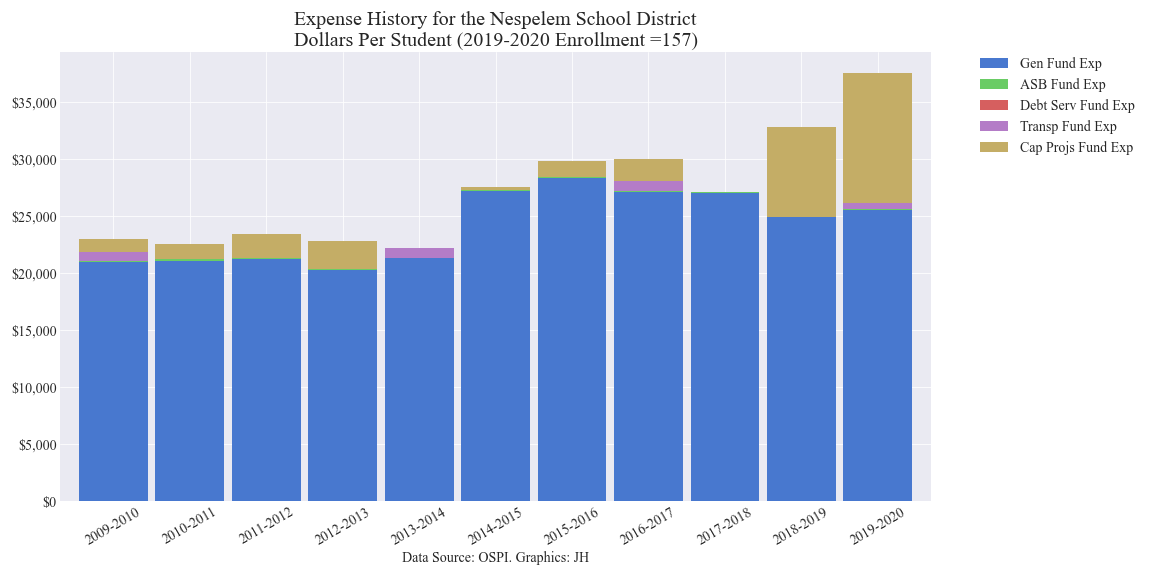 Expense History for the Nespelem School District
Dollars Per Student (2019-2020 Enrollment =157)
Gen Fund Exp
ASB Fund Exp
Debt Serv Fund Exp
Transp Fund Exp
Cap Projs Fund Exp
$35,000
$30,000
$25,000
$20,000
$15,000
$10,000
$5,000
$0
2009-2010
2010-2011
2011-2012
2012-2013
2013-2014
2014-2015
2015-2016
2016-2017
2017-2018
2018-2019
2019-2020
Data Source: OSPI. Graphics: JH